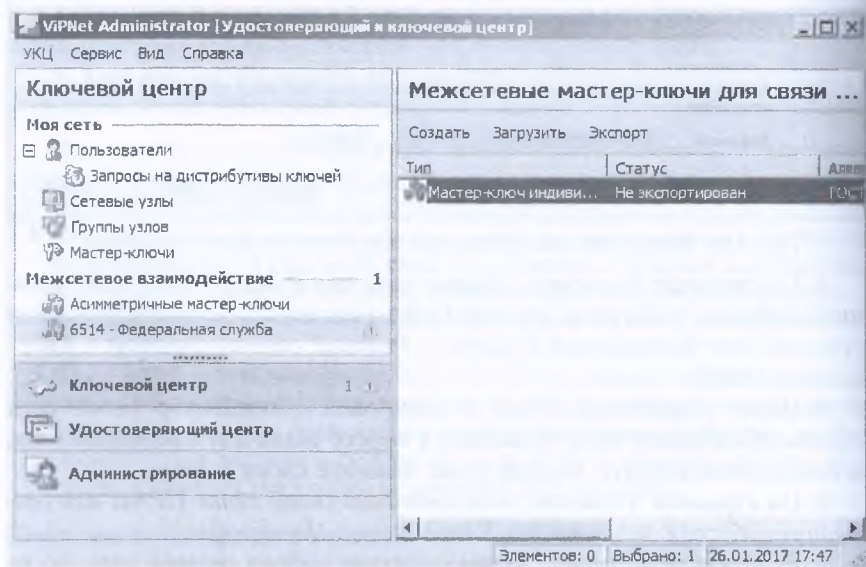 ViPNet Administrator [Удостоверяющий и ключевой центр]
УКЦ Сервис Вид Справка
Ключевой центр
Моя сеть
Пользователи
Запросы на дистрибутивы ключей
Сетевые узлы
Группы узлов
Мастер-ключи
Межсетевое взаимодействие 1
Асимметричные мастер-ключи
6514 - Федеральная служба
Ключевой центр 1
Удостоверяющий центр
Администрирование
Межсетевые мастер-ключи для связи ...
Создать Загрузить Экспорт
Тип Статус
Мастер-ключ индиви... Не экспортирован
Элементов: 0 Выбрано: 1 26.01.2017 17:47